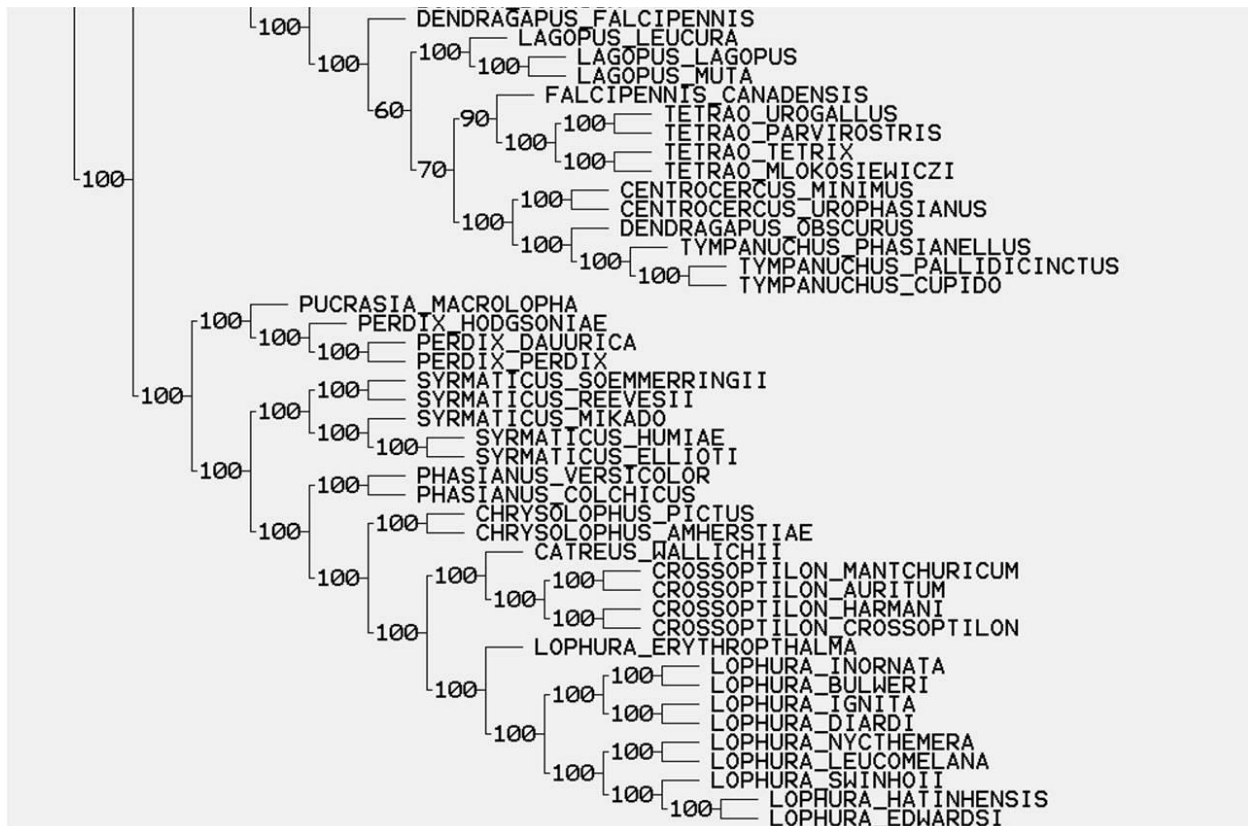 100 DENDRAGAPUS_FALCIPENNIS
100 LAGOPUS_LEUCURA
100 LAGOPUS_LAGOPUS
100 100 LAGOPUS_MUTA
60 FALCIPENNIS_CANADENSIS
90 100 TETRAO_UROGALLUS
100 TETRAO_PARVIROSTRIS
100 TETRAO_TETRIX
70 TETRAO_MLOKOSIEWICZI
100 100 CENTROCERCUS_MINIMUS
CENTROCERCUS_UROPHASIANUS
100 DENDRAGAPUS_OBSCURUS
100 TYMPANUCHUS_PHASIANELLUS
100 100 TYMPANUCHUS_PALLIDICINCTUS
TYMPANUCHUS_CUPIDO
PUCRASIA_MACROLOPHA
100 PERDIX_HODGSONIAE
100 PERDIX_DAUURICA
100 PERDIX_PERDIX
100 SYRMATICUS_SOEMMERRINGII
100 100 SYRMATICUS_REEVESII
SYRMATICUS_MIKADO
100 SYRMATICUS_HUMIAE
100 100 SYRMATICUS_ELLIOTI
100 PHASIANUS_VERSICOLOR
PHASIANUS_COLCHICUS
100 100 CHRYSOLOPHUS_PICTUS
CHRYSOLOPHUS_AMHERSTIAE
CATREUS_WALLICHII
100 100 100 CROSSOPTILON_MANTCHURICUM
100 CROSSOPTILON_AURITUM
100 CROSSOPTILON_HARMANI
100 CROSSOPTILON_CROSSOPTILON
LOPHURA_ERYTHROPTHALMA
100 LOPHURA_INORNATA
100 100 LOPHURA_BULWERI
100 LOPHURA_IGNITA
100 LOPHURA_DIARDI
100 LOPHURA_NYCTHEMERA
100 LOPHURA_LEUCOMELANA
100 LOPHURA_SWINHOII
100 100 LOPHURA_HATINHENSIS
LOPHURA_EDWARDSI